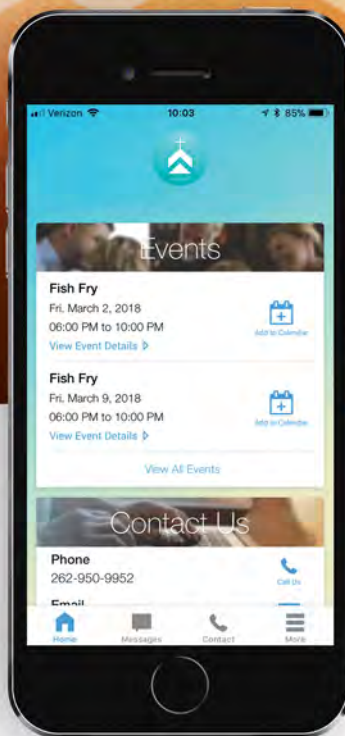 Verizon 10:03 85%
Events
Fish Fry
Fri. March 2, 2018
06:00 PM to 10:00 PM
Add to Calendar
View Event Details
Fish Fry
Fri. March 9, 2018
06:00 PM to 10:00 PM
Add to Calendar
View Event Details
View All Events
Contact Us
Phone
262-950-9952
Call Us
Email
Home Messages Contact More